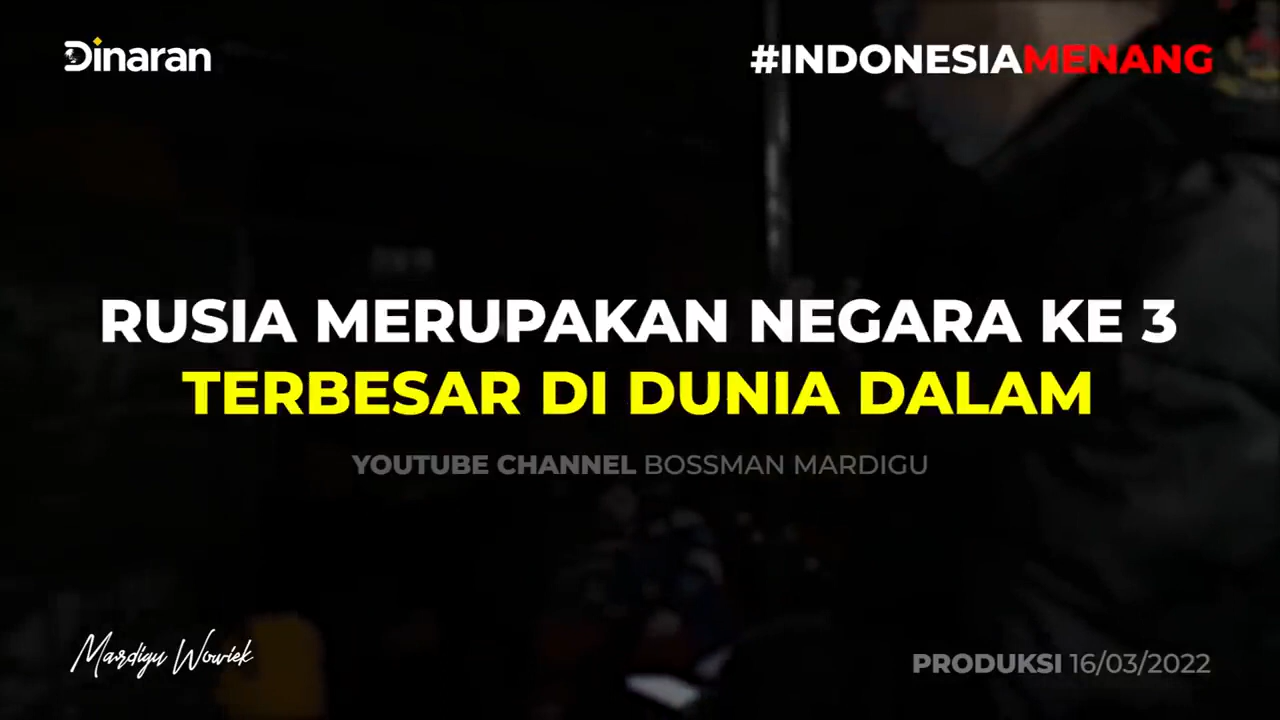 Dinaran
#INDONESIAMENANG
RUSIA MERUPAKAN NEGARA KE 3
TERBESAR DI DUNIA DALAM
YOUTUBE CHANNEL BOSSMAN MARDIGU
Mardigu Wowiek
PRODUKSI 16/03/2022